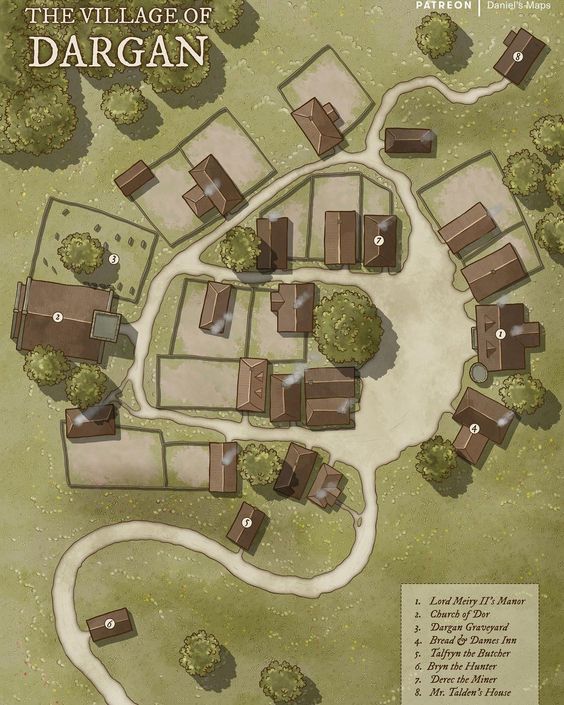 THE VILLAGE OF
DARGAN
PATREON | Daniel's Maps
8
3
7
2
1
4
5
6
1. Lord Meiry II's Manor
2. Church of Dor
3. Dargan Graveyard
4. Bread & Dames Inn
5. Talfryn the Butcher
6. Bryn the Hunter
7. Derec the Miner
8. Mr. Talden's House